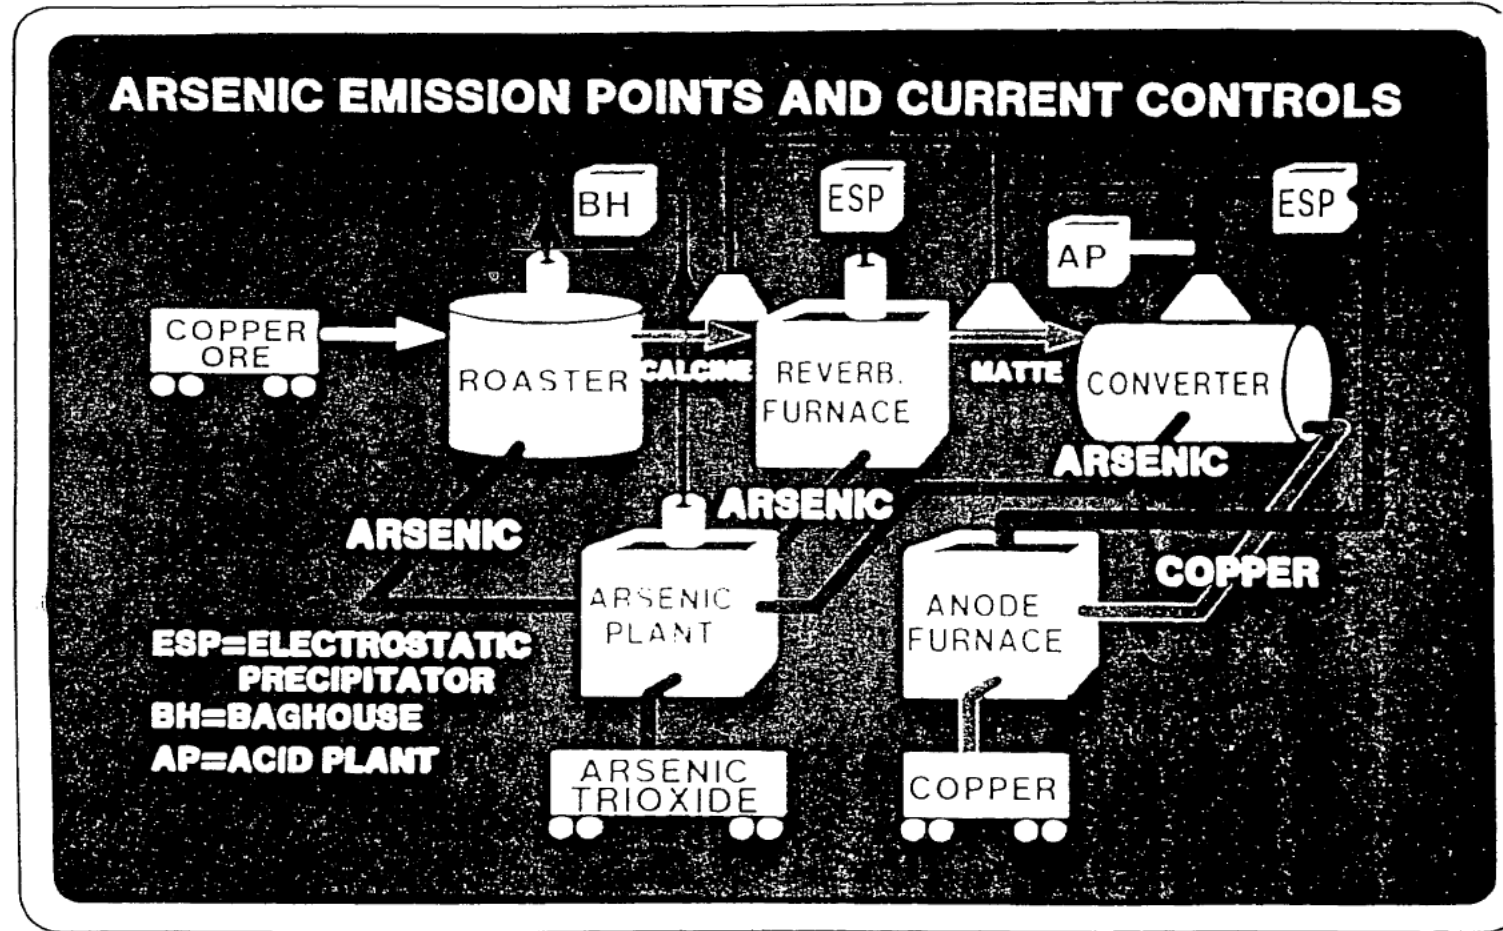 ARSENIC EMISSION POINTS AND CURRENT CONTROLS
BH
ESP
ESP
AP
COPPER
ORE
ROASTER
CALCINE
REVERB.
FURNACE
MATTE
CONVERTER
ARSENIC
ARSENIC
ARSENIC
COPPER
ARSENIC
PLANT
ANODE
FURNACE
ESP=ELECTROSTATIC
PRECIPITATOR
BH=BAGHOUSE
AP=ACID PLANT
ARSENIC
TRIOXIDE
COPPER